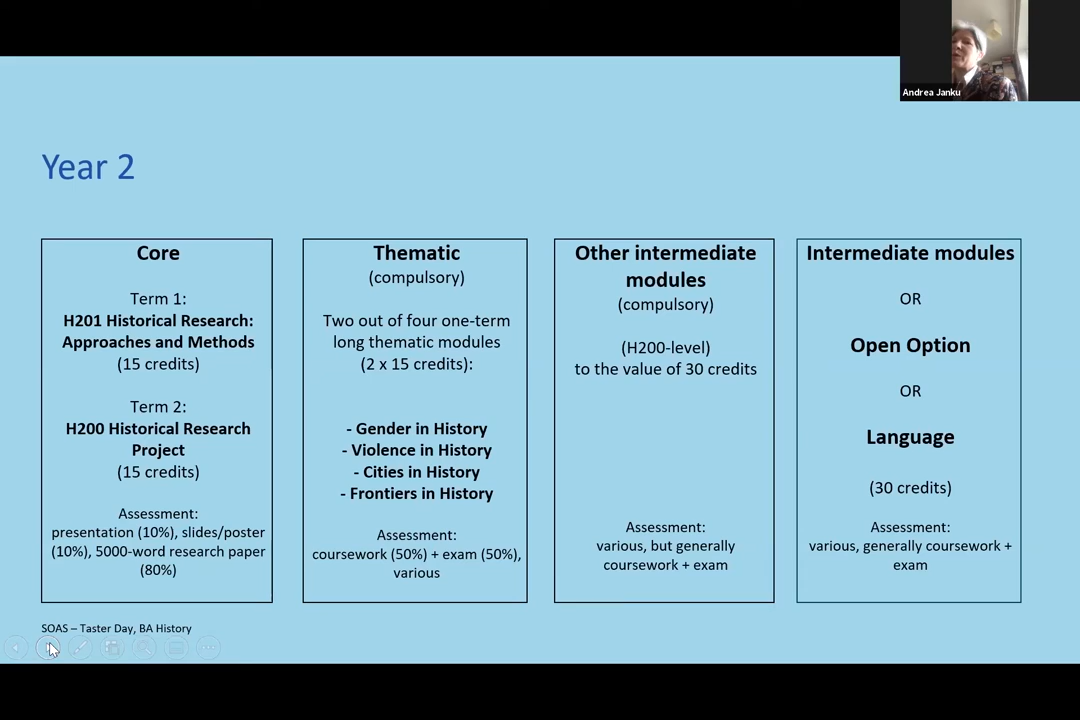 Andrea Janku
Year 2
Core
Term 1:
H201 Historical Research:
Approaches and Methods
(15 credits)
Term 2:
H200 Historical Research
Project
(15 credits)
Assessment:
presentation (10%), slides/poster
(10%), 5000-word research paper
(80%)
Thematic
(compulsory)
Two out of four one-term
long thematic modules
(2 x 15 credits):
- Gender in History
- Violence in History
- Cities in History
- Frontiers in History
Assessment:
coursework (50%) + exam (50%),
various
Other intermediate
modules
(compulsory)
(H200-level)
to the value of 30 credits
Assessment:
various, but generally
coursework + exam
Intermediate modules
OR
Open Option
OR
Language
(30 credits)
Assessment:
various, generally coursework +
exam
SOAS – Taster Day, BA History